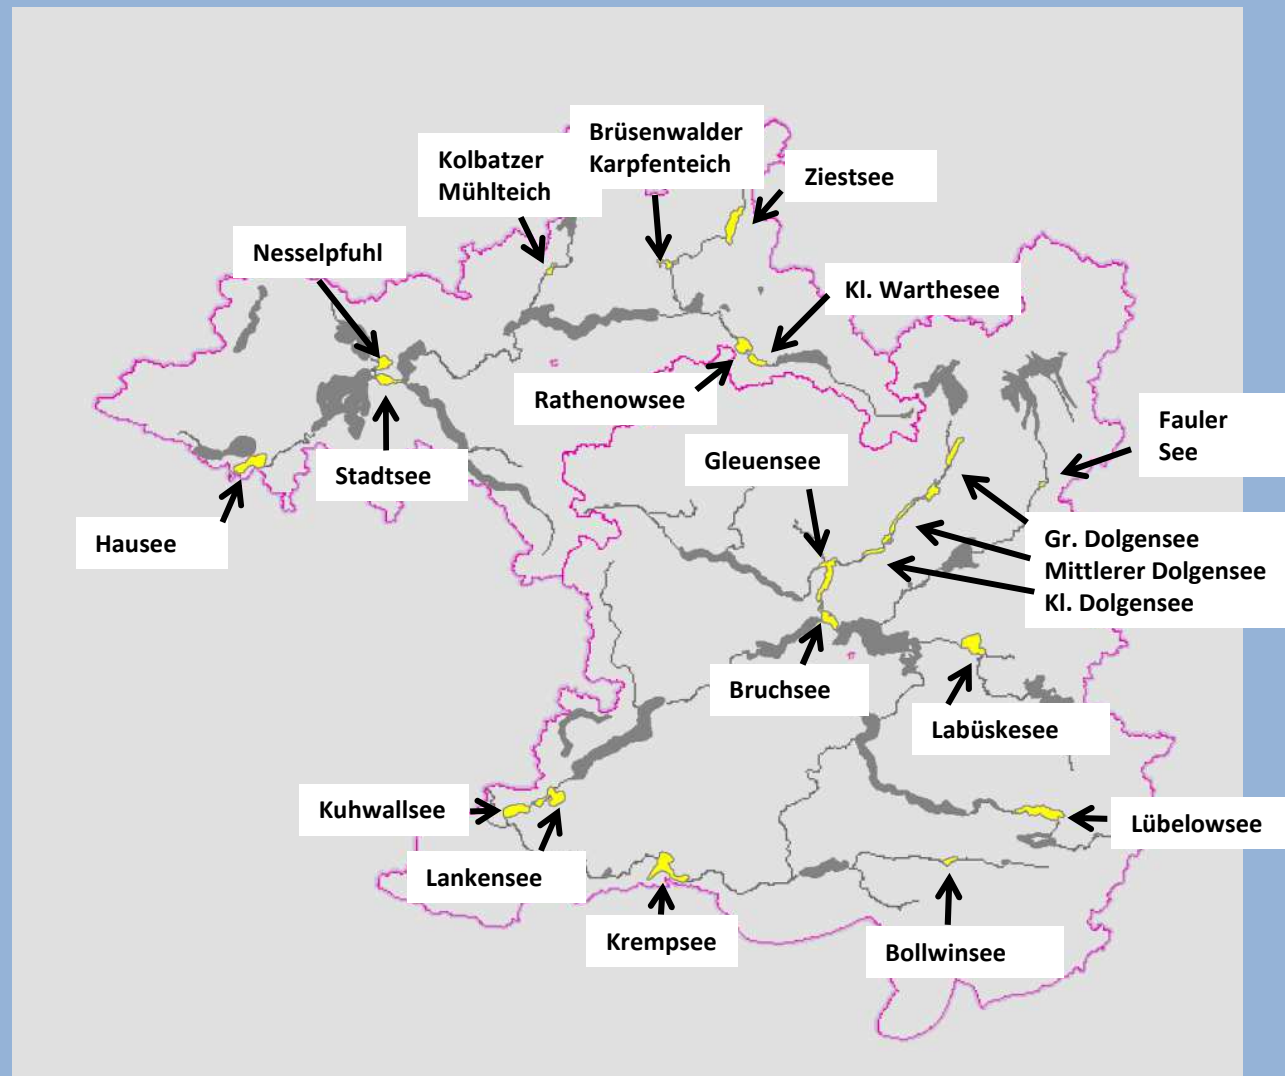 Brüsenwalder
Karpfenteich
Kolbatzer
Mühlteich
Ziestsee
Nesselpfuhl
Kl. Warthesee
Rathenowsee
Fauler
See
Gleuensee
Stadtsee
Hausee
Gr. Dolgensee
Mittlerer Dolgensee
Kl. Dolgensee
Bruchsee
Labüskesee
Kuhwallsee
Lübelowsee
Lankensee
Krempsee
Bollwinsee